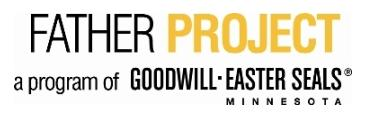 FATHER PROJECT
a program of GOODWILL·EASTER SEALS®
MINNESOTA